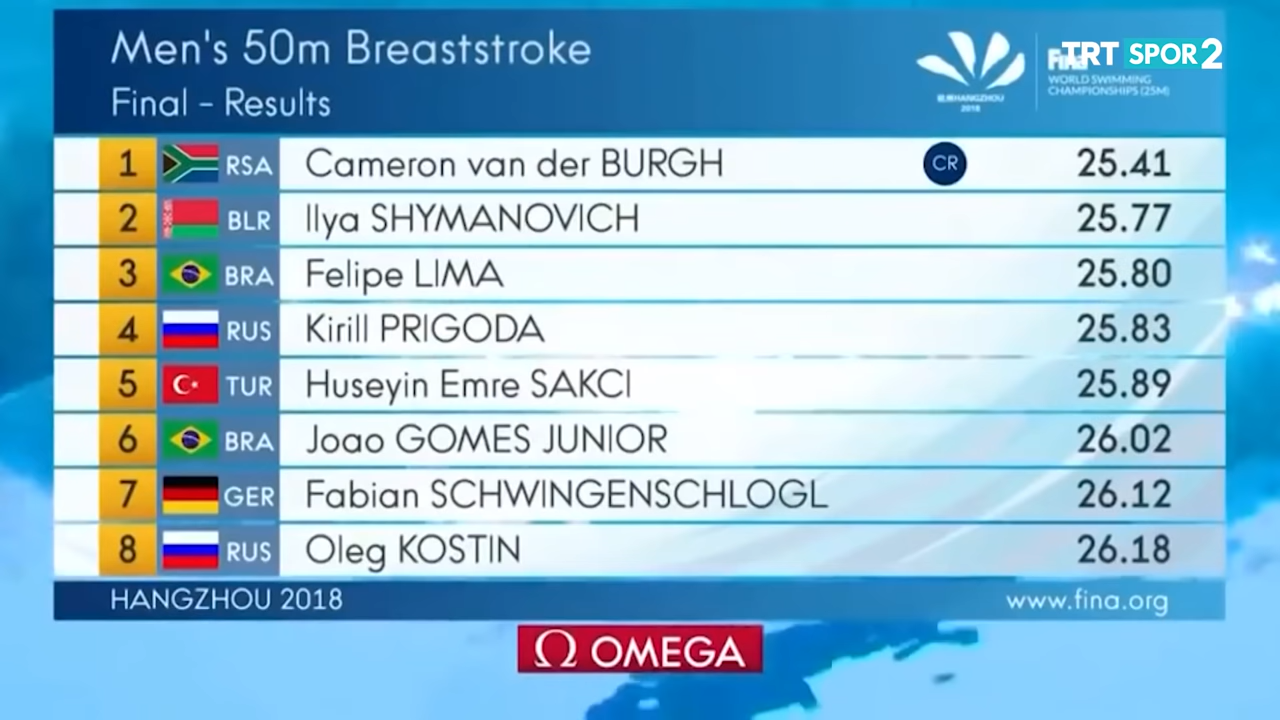 Men's 50m Breaststroke
Final - Results
TRT SPOR2
HANGZHOU
2018
WORLD SWIMMING
CHAMPIONSHIPS (25M)
1 RSA Cameron van der BURGH CR 25.41
2 BLR Ilya SHYMANOVICH 25.77
3 BRA Felipe LIMA 25.80
4 RUS Kirill PRIGODA 25.83
5 TUR Huseyin Emre SAKCI 25.89
6 BRA Joao GOMES JUNIOR 26.02
7 GER Fabian SCHWINGENSCHLOGL 26.12
8 RUS Oleg KOSTIN 26.18
HANGZHOU 2018 www.fina.org
Ω OMEGA